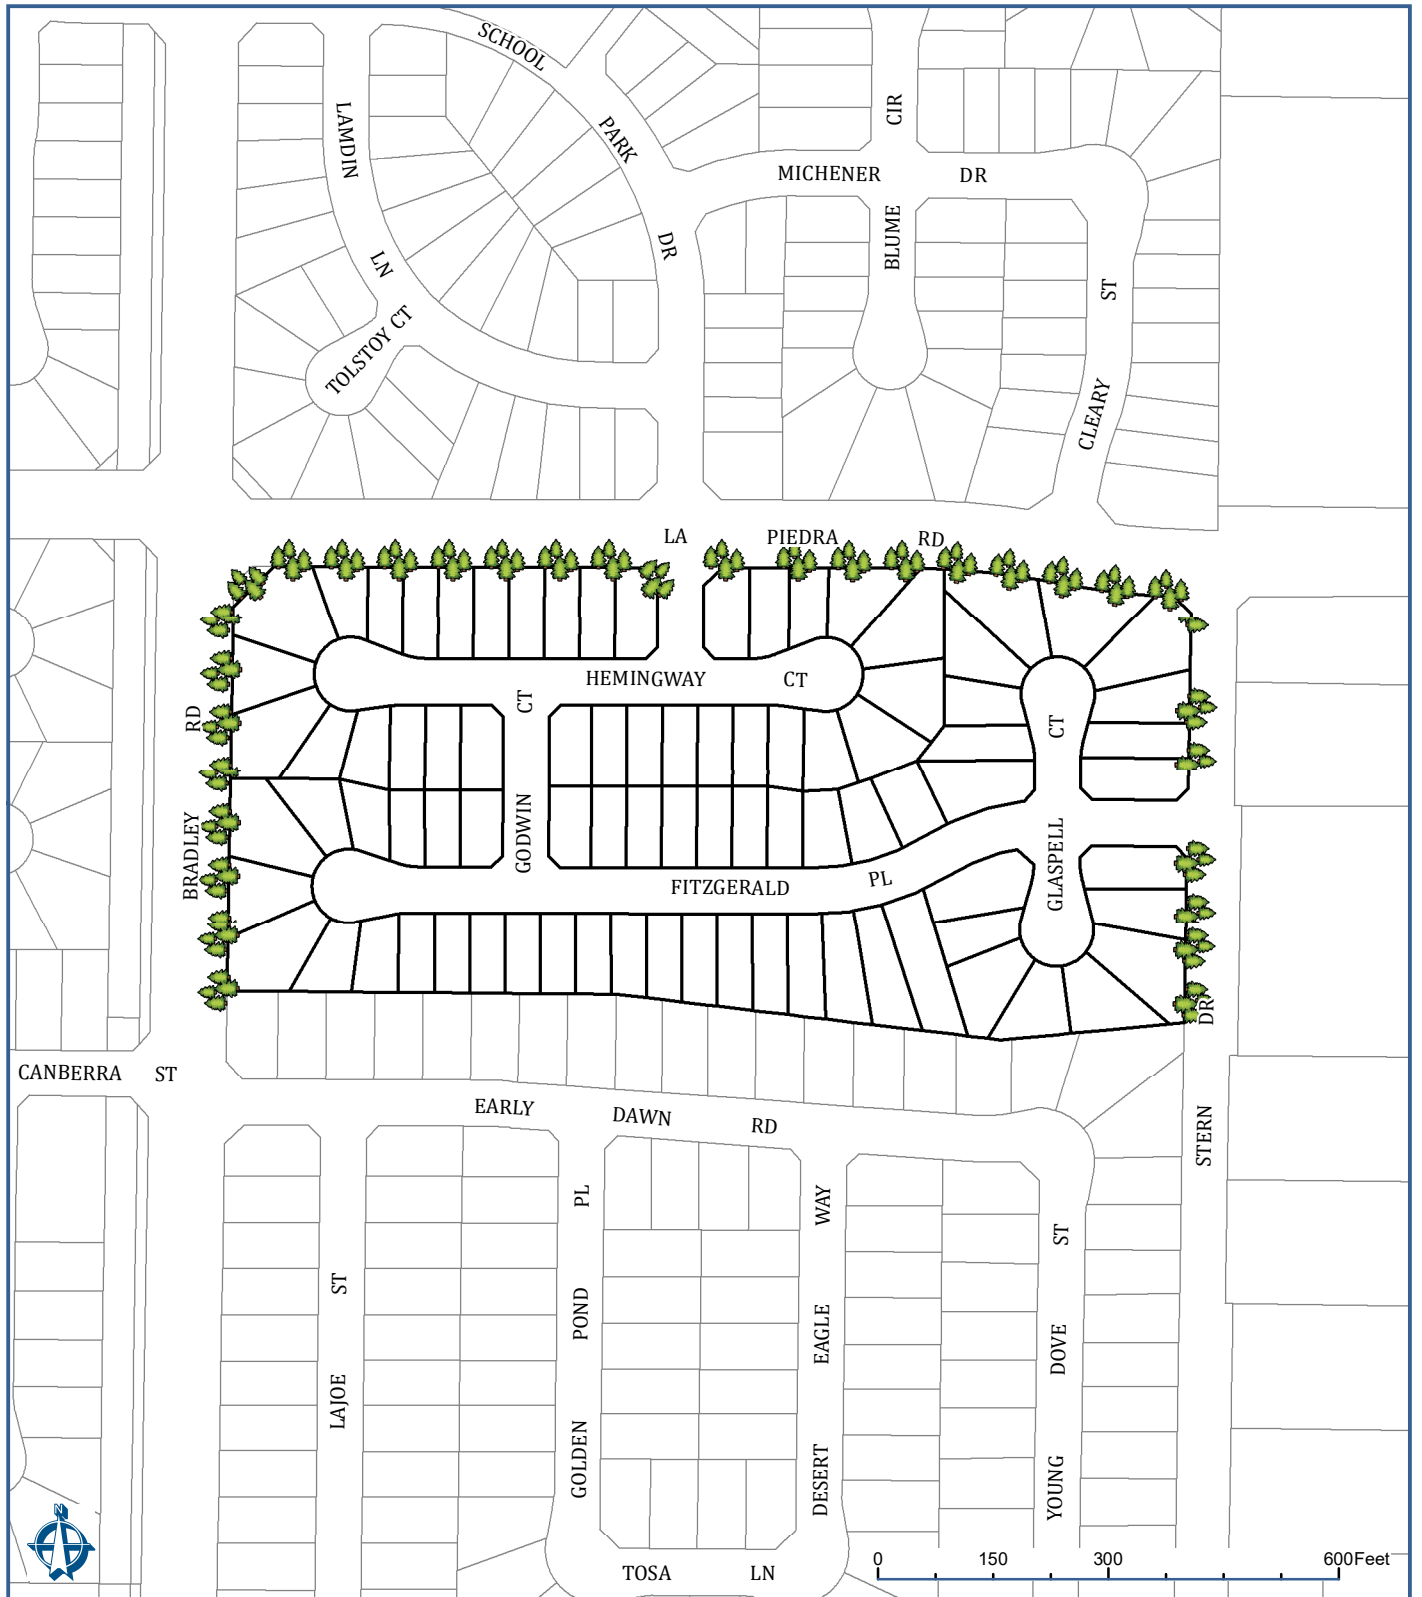 SCHOOL PARK DR
LAMDIN LN
CIR
MICHENER DR
BLUME
TOLSTOY CT
ST
CLEARY
LA PIEDRA RD
HEMINGWAY CT
CT
GODWIN
RD
BRADLEY
CT
GLASPELL
FITZGERALD PL
DR
STERN
CANBERRA ST
EARLY DAWN RD
ST
LAJOE
PL
POND
GOLDEN
WAY
EAGLE
DESERT
ST
DOVE
YOUNG
TOSA LN
N
0 150 300 600Feet